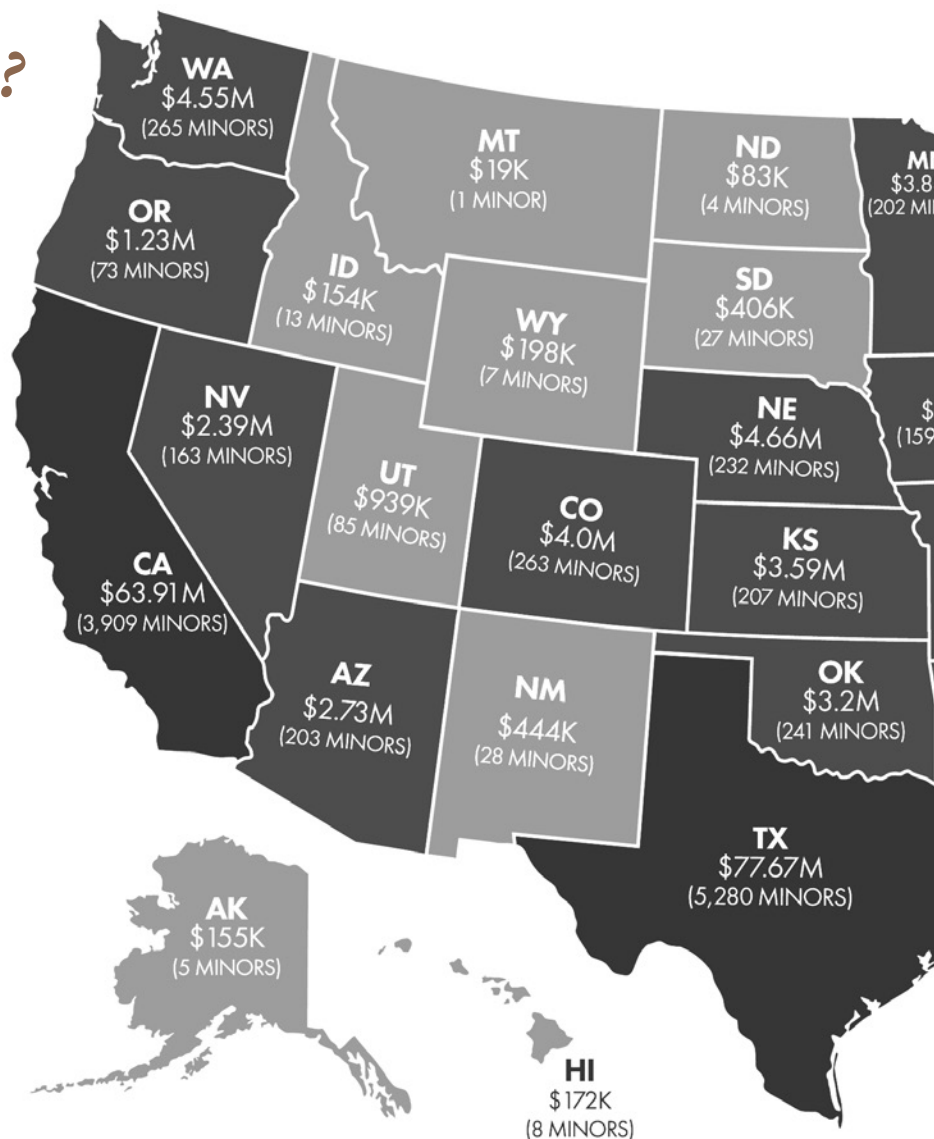 ?
WA
$4.55M
(265 MINORS)
MT
$19K
(1 MINOR)
ND
$83K
(4 MINORS)
$3.8
(202
OR
$1.23M
(73 MINORS)
ID
$154K
(13 MINORS)
SD
$406K
(27 MINORS)
WY
$198K
(7 MINORS)
NV
$2.39M
(163 MINORS)
NE
$4.66M
(232 MINORS)
$
(159
UT
$939K
(85 MINORS)
CO
$4.0M
(263 MINORS)
KS
$3.59M
(207 MINORS)
CA
$63.91M
(3,909 MINORS)
AZ
$2.73M
(203 MINORS)
NM
$444K
(28 MINORS)
OK
$3.2M
(241 MINORS)
TX
$77.67M
(5,280 MINORS)
AK
$155K
(5 MINORS)
HI
$172K
(8 MINORS)